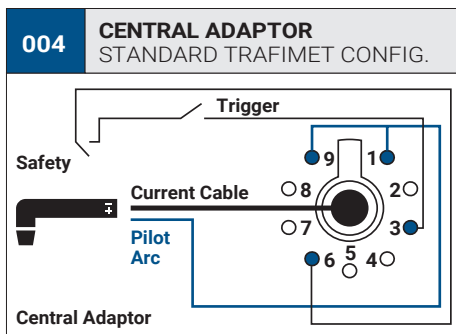 004
CENTRAL ADAPTOR
STANDARD TRAFIMET CONFIG.
Trigger
Safety
9 1
8 2
Current Cable
7 3
Pilot
Arc
6 5 4
Central Adaptor